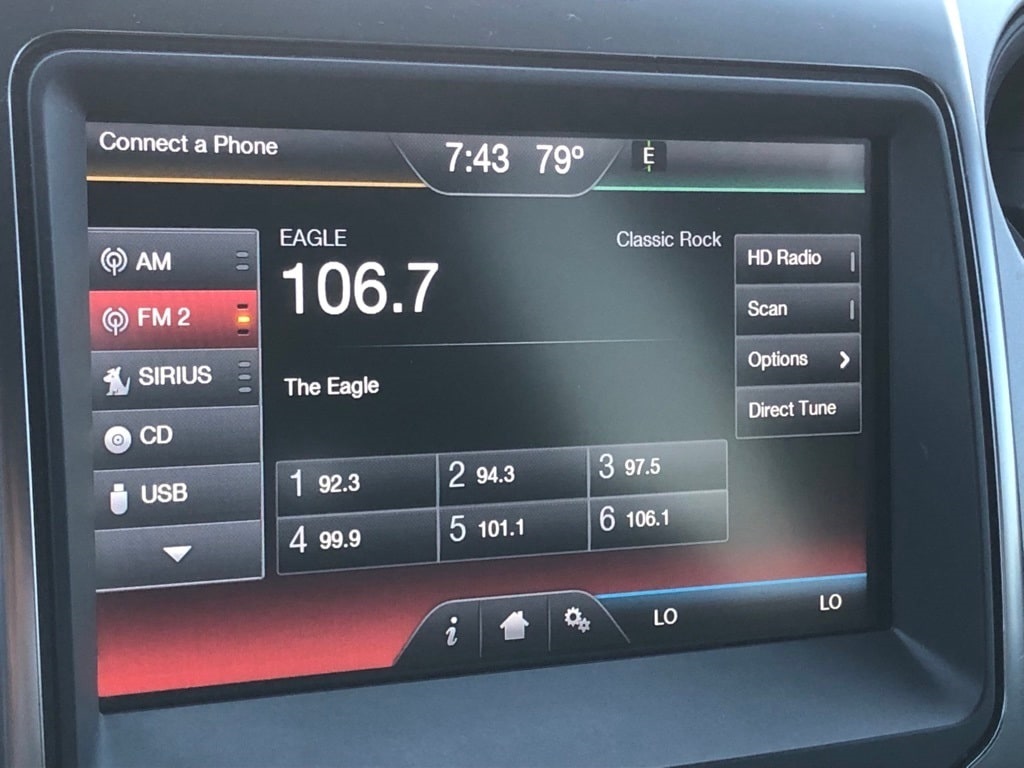 Connect a Phone
7:43 79º E
AM
FM 2
SIRIUS
CD
USB
EAGLE
Classic Rock
106.7
The Eagle
1 92.3 2 94.3 3 97.5
4 99.9 5 101.1 6 106.1
HD Radio
Scan
Options
Direct Tune
i
LO LO